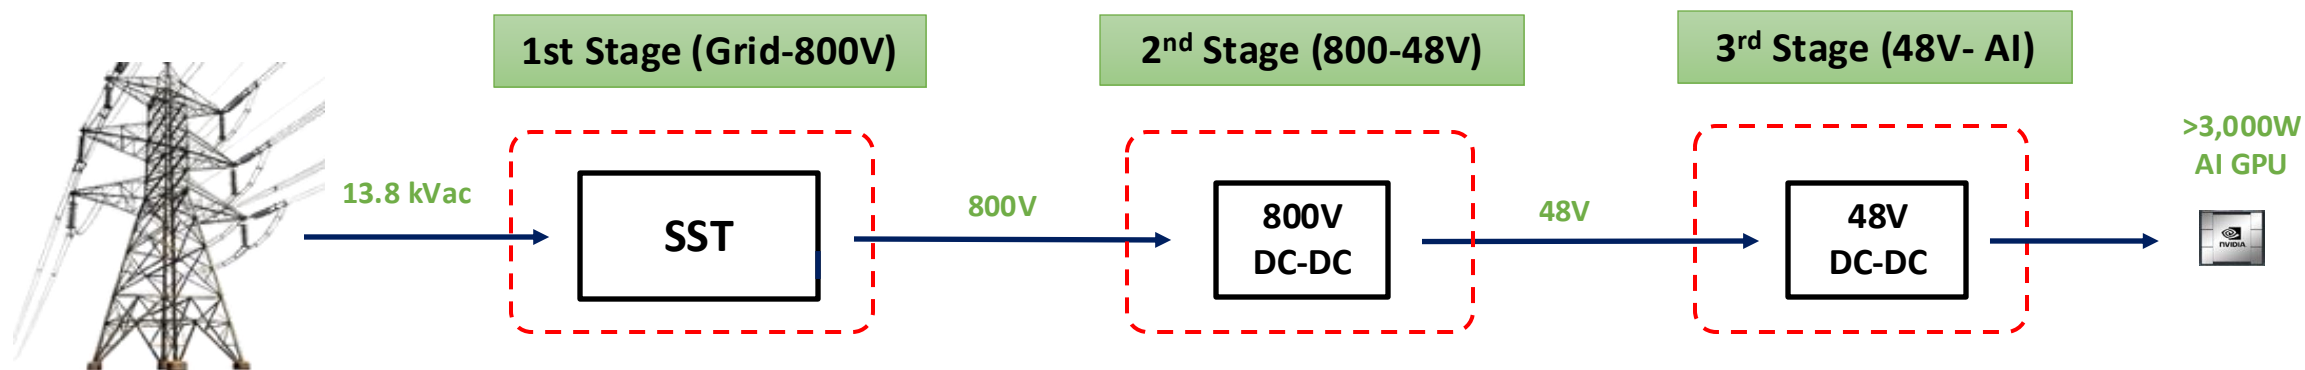 1st Stage (Grid-800V)
2nd Stage (800-48V)
3rd Stage (48V- AI)
>3,000W
AI GPU
13.8 kVac
SST
800V
800V
DC-DC
48V
48V
DC-DC
NVIDIA